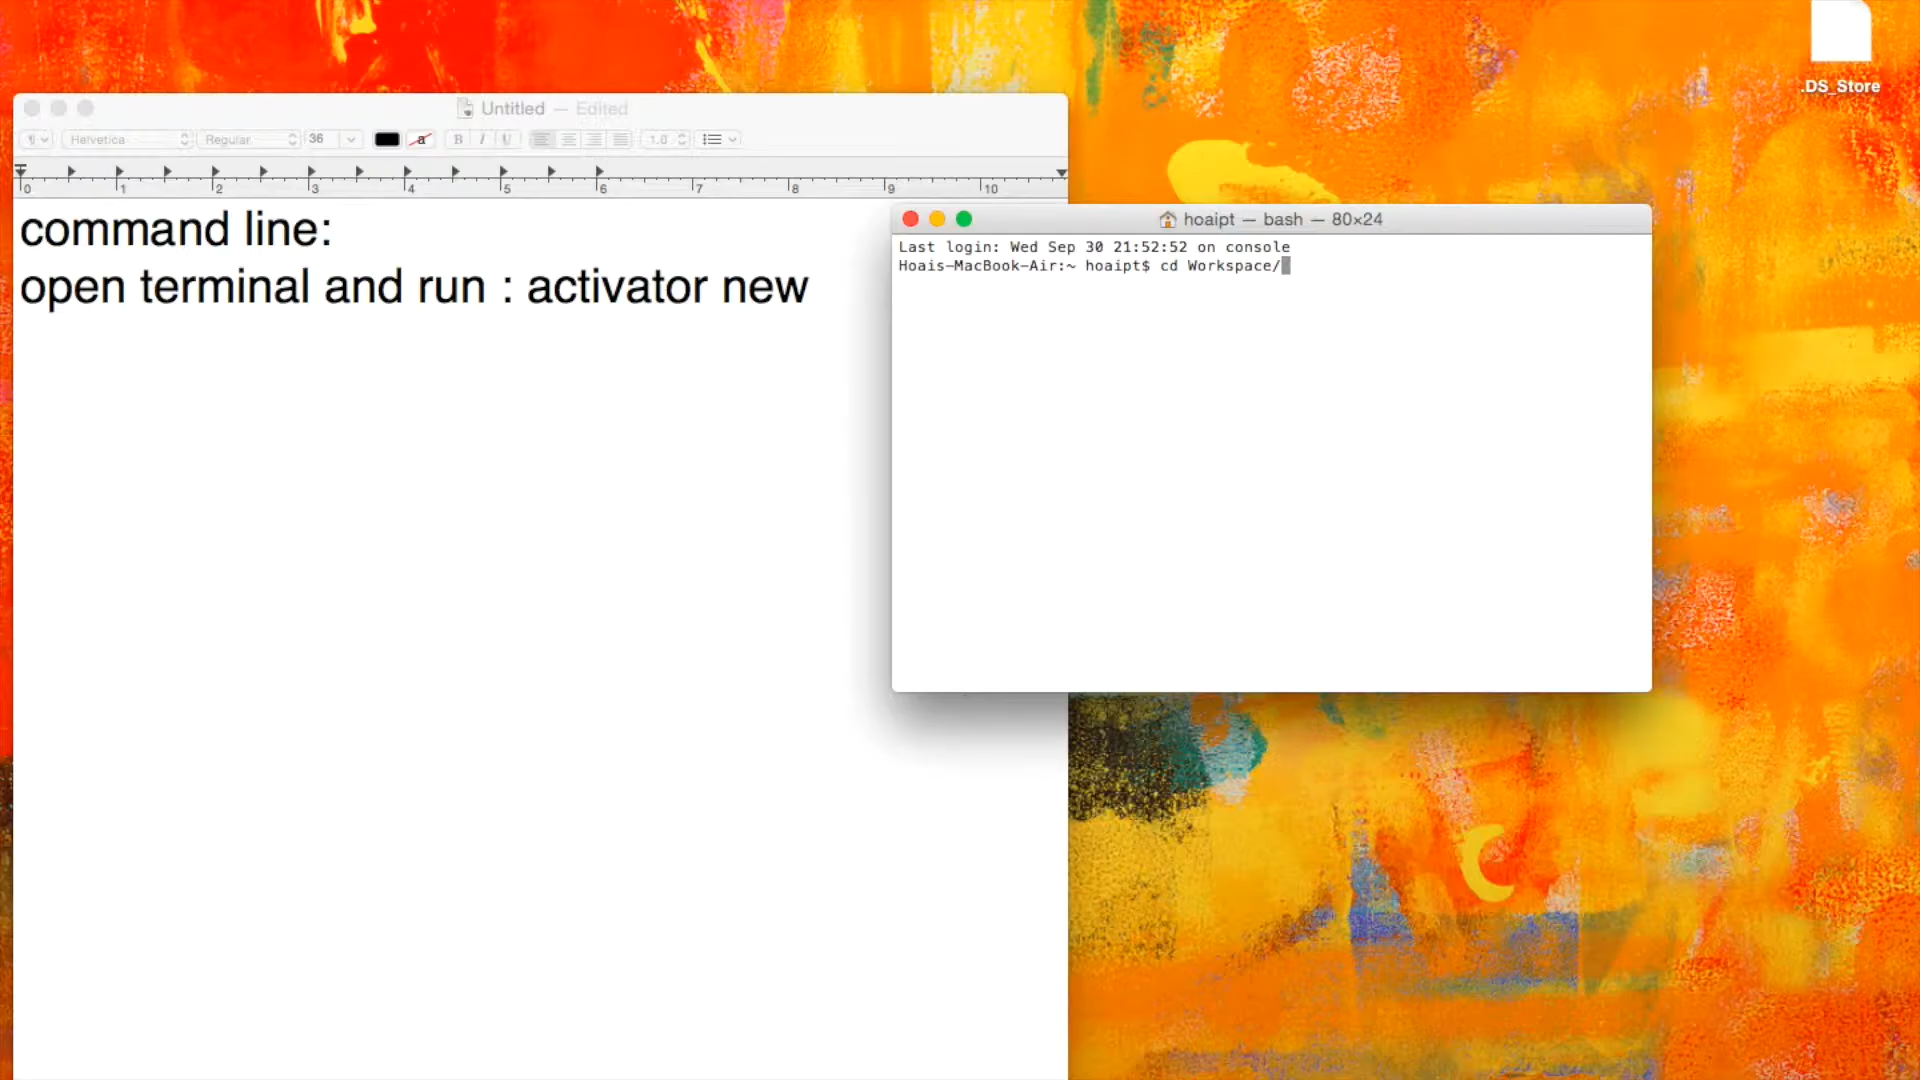 .DS_Store
Untitled — Edited
Helvetica Regular 36 a B I U 1.0
0 1 2 3 4 5 6 7 8 9 10
command line:
open terminal and run : activator new
hoaipt — bash — 80×24
Last login: Wed Sep 30 21:52:52 on console
Hoais-MacBook-Air:~ hoaipt$ cd Workspace/